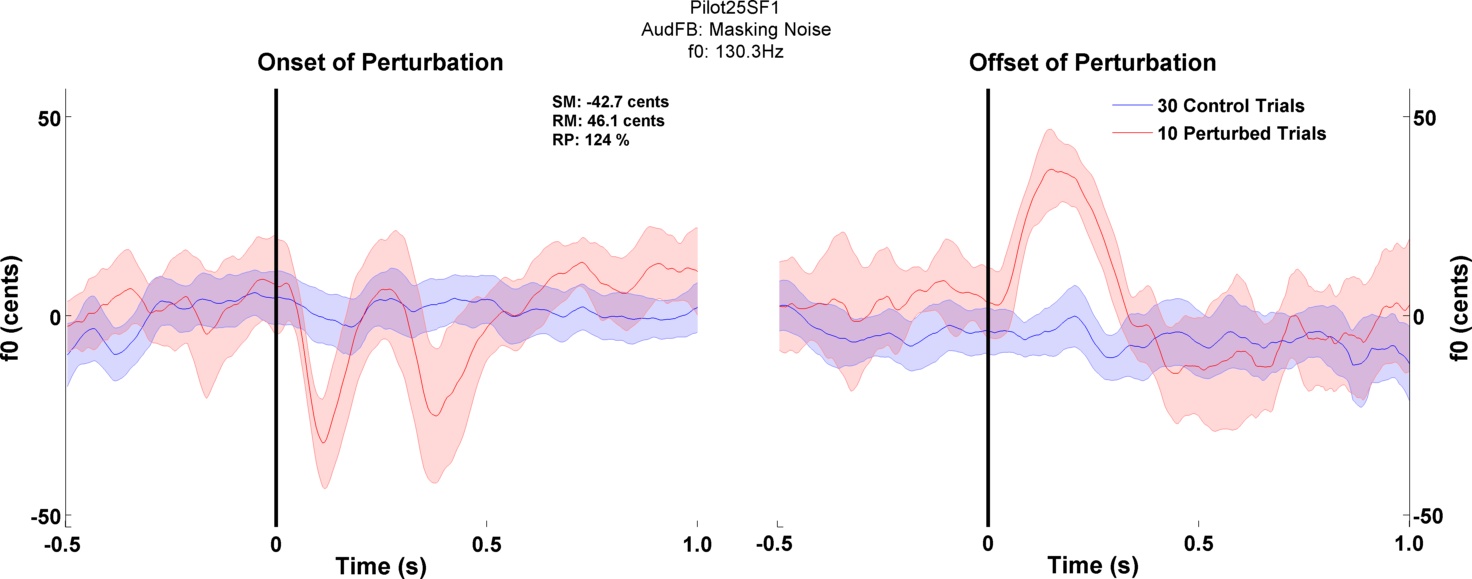 Pilot25SF1
AudFB: Masking Noise
f0: 130.3Hz
Onset of Perturbation
SM: -42.7 cents
RM: 46.1 cents
RP: 124 %
50
0
-50
f0 (cents)
-0.5
0
0.5
1.0
Time (s)
Offset of Perturbation
30 Control Trials
10 Perturbed Trials
50
0
-50
f0 (cents)
-0.5
0
0.5
1.0
Time (s)